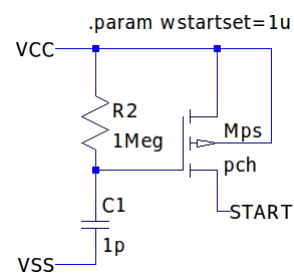 .param wstartset=1u
VCC
R2
1Meg
Mps
pch
C1
START
1p
VSS